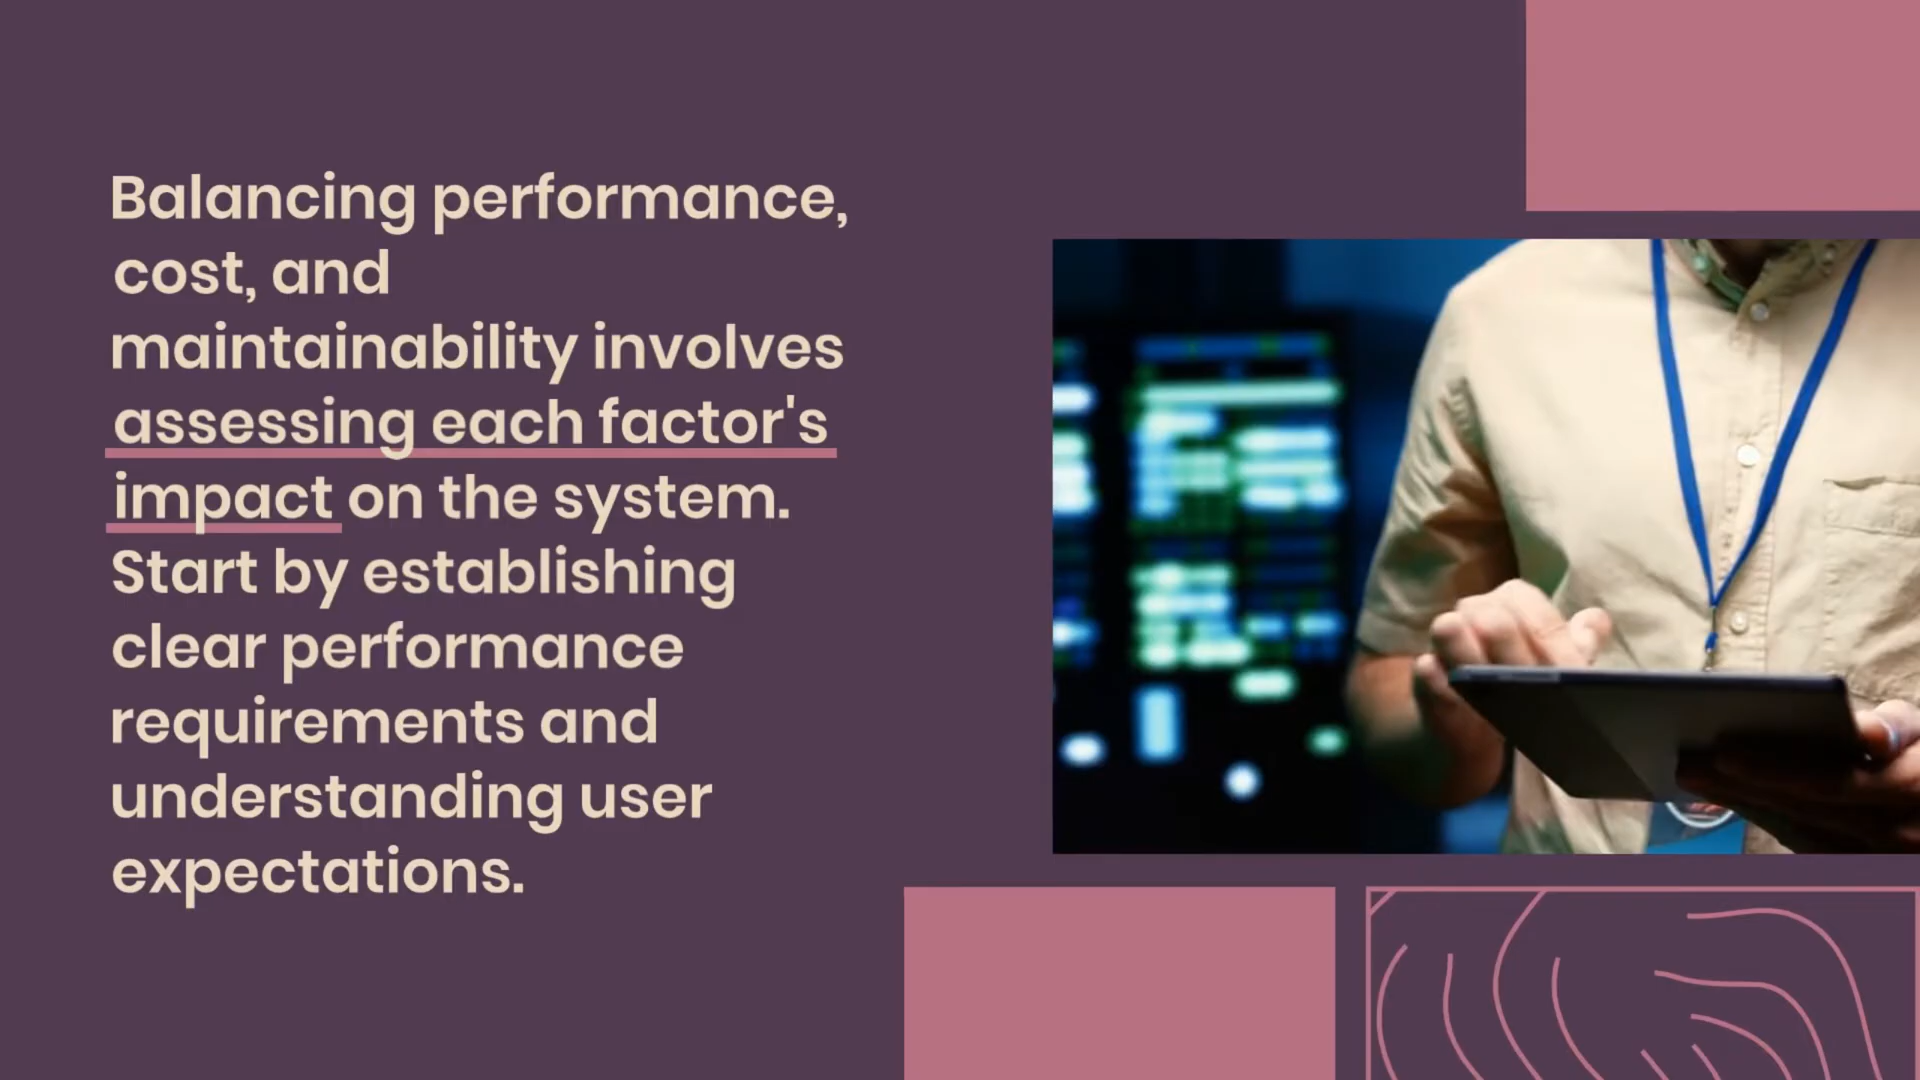 Balancing performance,
cost, and
maintainability involves
assessing each factor's
impact on the system.
Start by establishing
clear performance
requirements and
understanding user
expectations.